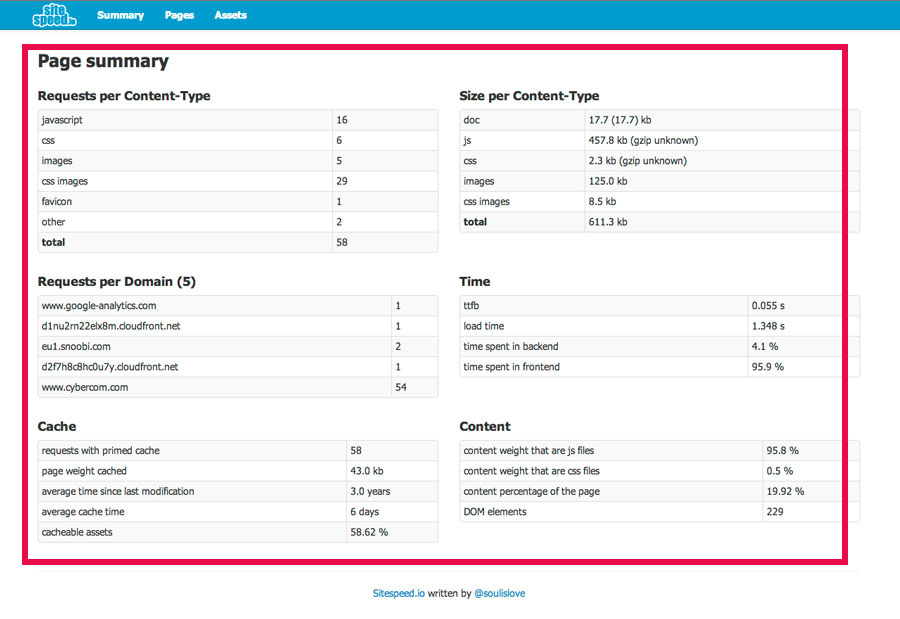 site speed.io Summary Pages Assets
Page summary
Requests per Content-Type
javascript 16
css 6
images 5
css images 29
favicon 1
other 2
total 58
Size per Content-Type
doc 17.7 (17.7) kb
js 457.8 kb (gzip unknown)
css 2.3 kb (gzip unknown)
images 125.0 kb
css images 8.5 kb
total 611.3 kb
Requests per Domain (5)
www.google-analytics.com 1
d1nu2rn22elx8m.cloudfront.net 1
eu1.snoobi.com 2
d2f7h8c8hc0u7y.cloudfront.net 1
www.cybercom.com 54
Time
ttfb 0.055 s
load time 1.348 s
time spent in backend 4.1 %
time spent in frontend 95.9 %
Cache
requests with primed cache 58
page weight cached 43.0 kb
average time since last modification 3.0 years
average cache time 6 days
cacheable assets 58.62 %
Content
content weight that are js files 95.8 %
content weight that are css files 0.5 %
content percentage of the page 19.92 %
DOM elements 229
Sitespeed.io written by @soulislove